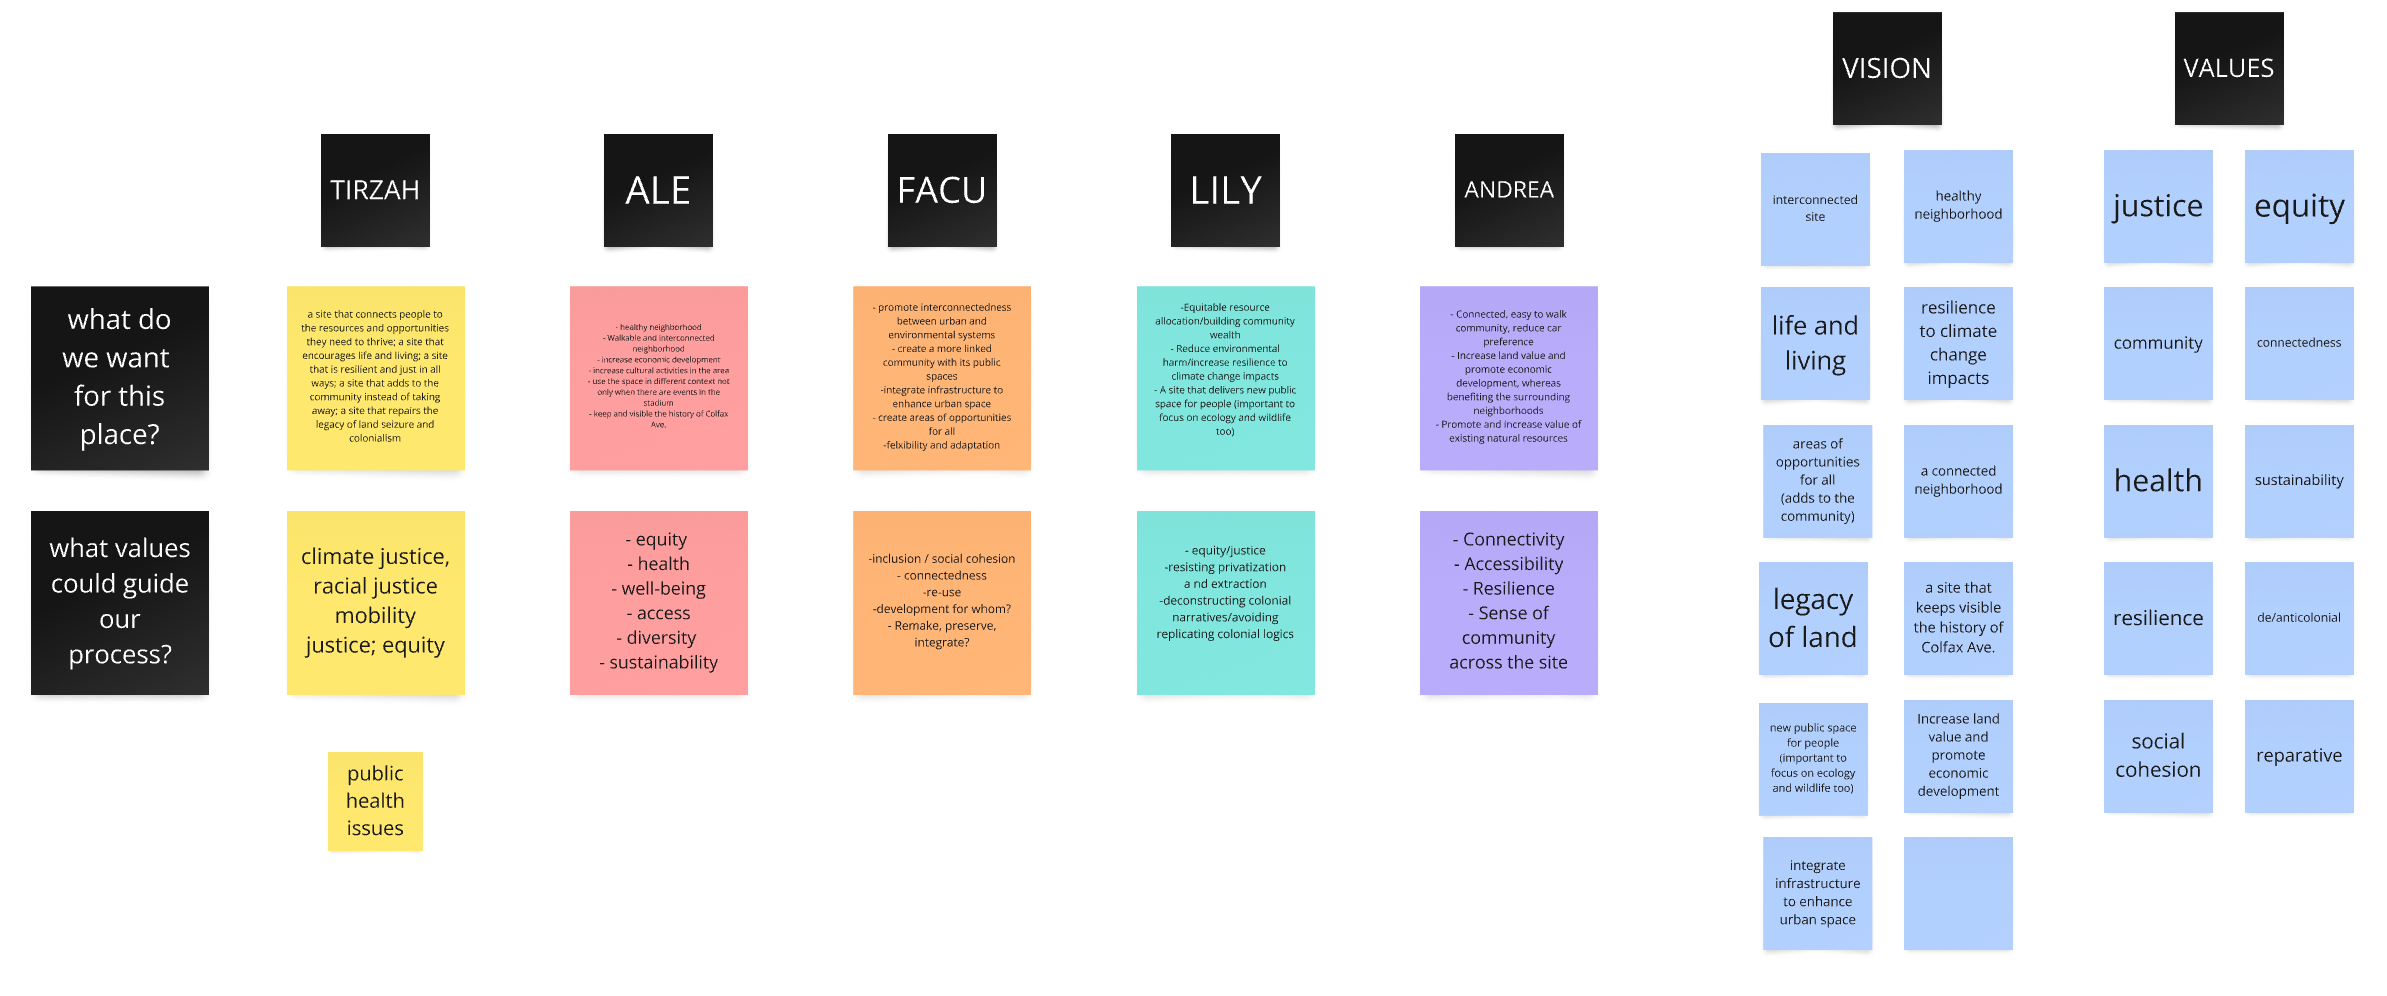 TIRZAH
ALE
FACU
LILY
ANDREA
what do
we want
for this
place?
a site that connects people to
the resources and opportunities
they need to thrive; a site that
encourages life and living; a site
that is resilient and just in all
ways; a site that adds to the
community instead of taking
away; a site that repairs the
legacy of land seizure and
colonialism
- healthy neighborhood
- Walkable and interconnected
neighborhood
- increase economic development
- increase cultural activities in the area
- use the space in different context not
only when there are events in the
stadium
- keep and visible the history of Colfax
Ave.
- promote interconnectedness
between urban and
environmental systems
- create a more linked
community with its public
spaces
-integrate infrastructure to
enhance urban space
- create areas of opportunities
for all
-felxibility and adaptation
-Equitable resource
allocation/building community
wealth
- Reduce environmental
harm/increase resilience to
climate change impacts
- A site that delivers new public
space for people (important to
focus on ecology and wildlife
too)
- Connected, easy to walk
community, reduce car
preference
- Increase land value and
promote economic
development, whereas
benefiting the surrounding
neighborhoods
- Promote and increase value of
existing natural resources
what values
could guide
our
process?
climate justice,
racial justice
mobility
justice; equity
- equity
- health
- well-being
- access
- diversity
- sustainability
-inclusion / social cohesion
- connectedness
-re-use
-development for whom?
- Remake, preserve,
integrate?
- equity/justice
-resisting privatization
a nd extraction
-deconstructing colonial
narratives/avoiding
replicating colonial logics
- Connectivity
- Accessibility
- Resilience
- Sense of
community
across the site
public
health
issues
VISION
interconnected
site
healthy
neighborhood
life and
living
resilience
to climate
change
impacts
areas of
opportunities
for all
(adds to the
community)
a connected
neighborhood
legacy
of land
a site that
keeps visible
the history of
Colfax Ave.
new public space
for people
(important to
focus on ecology
and wildlife too)
Increase land
value and
promote
economic
development
integrate
infrastructure
to enhance
urban space
VALUES
justice
equity
community
connectedness
health
sustainability
resilience
de/anticolonial
social
cohesion
reparative